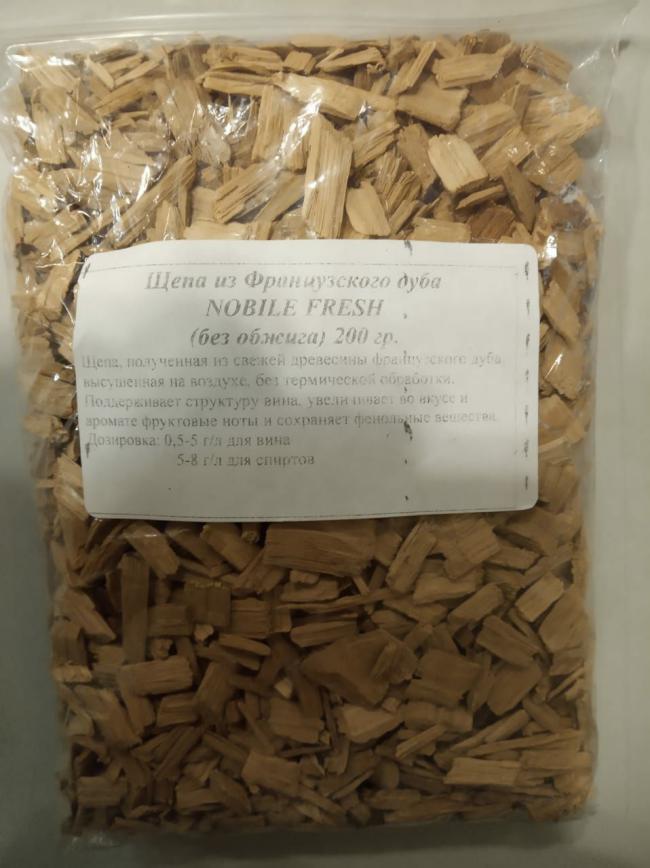 Щепа из Французского дуба
NOBILE FRESH
(без обжига) 200 гр.
Щепа, полученная из свежей древесины французского дуба,
высушенная на воздухе, без термической обработки.
Поддерживает структуру вина, увеличивает во вкусе и
аромате фруктовые ноты и сохраняет фенольные вещества.
Дозировка: 0,5-5 г/л для вина
5-8 г/л для спиртов